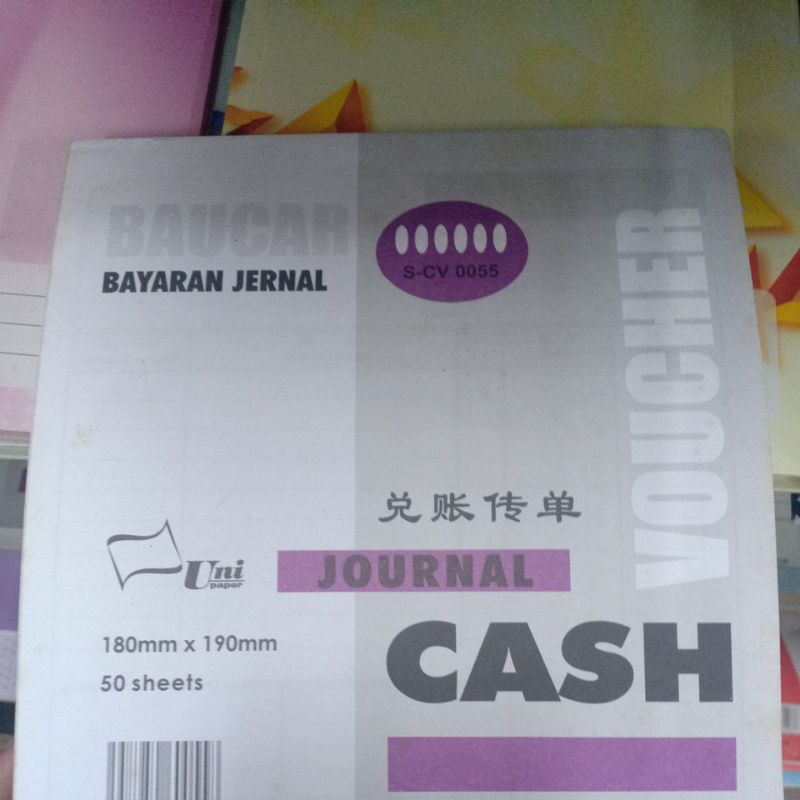 BAUCAR
BAYARAN JERNAL
S-CV 0055
VOUCHER
兑账传单
JOURNAL
CASH
Uni
paper
180mm x 190mm
50 sheets